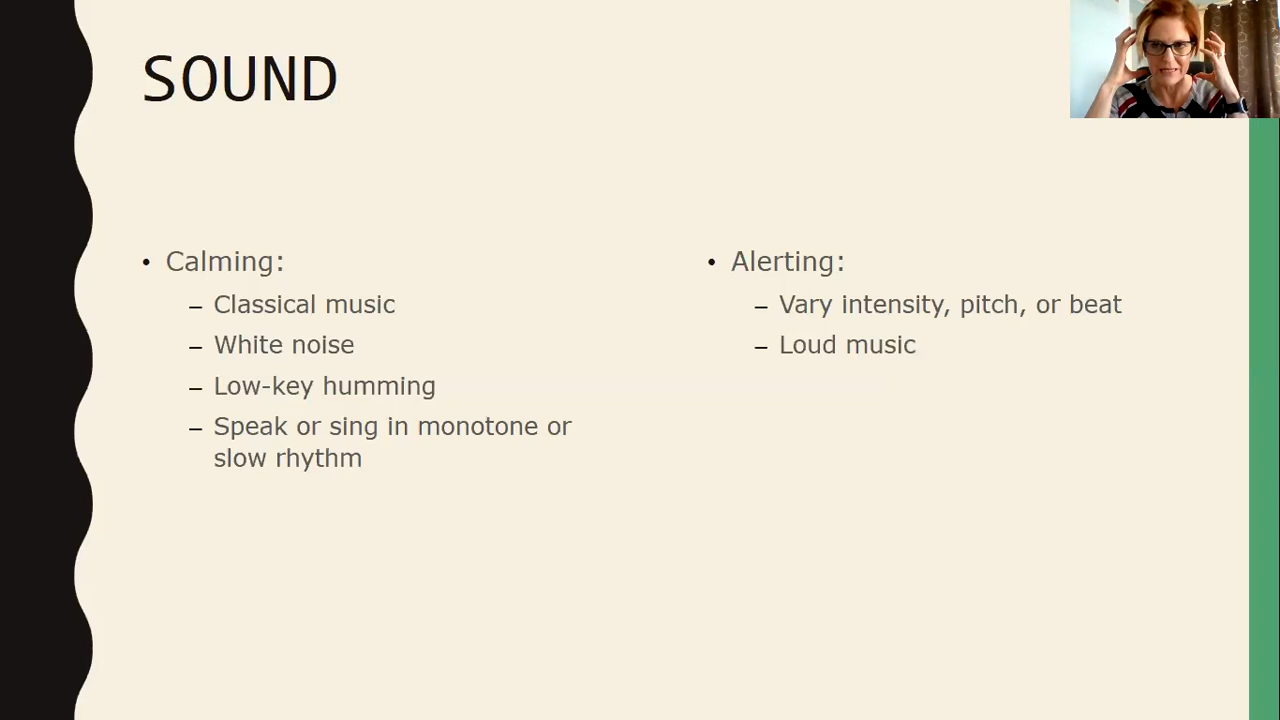 SOUND
• Calming:
– Classical music
– White noise
– Low-key humming
– Speak or sing in monotone or
slow rhythm
• Alerting:
– Vary intensity, pitch, or beat
– Loud music